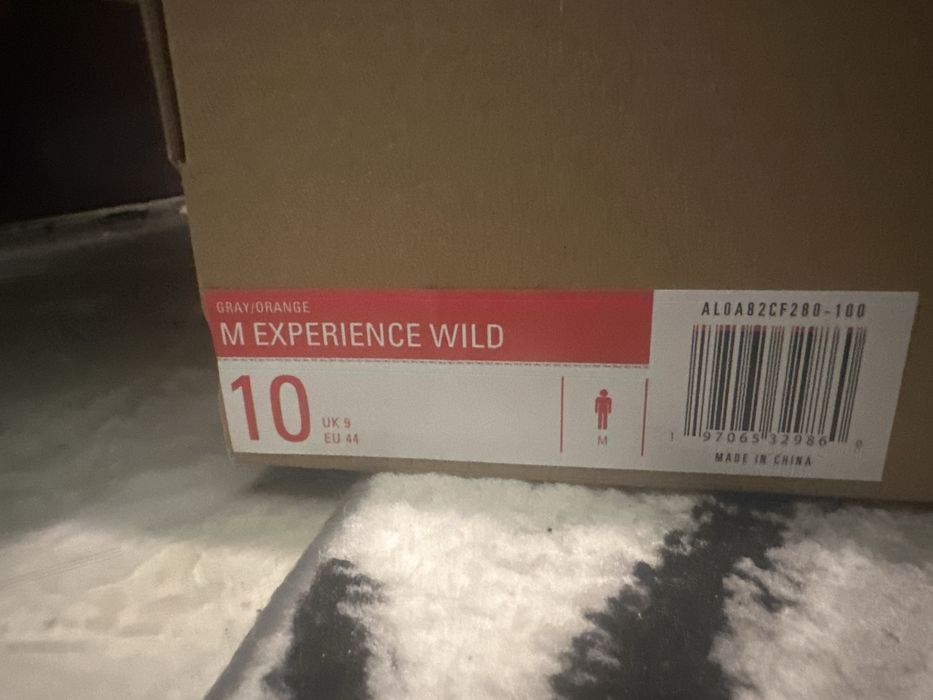 GRAY/ORANGE
M EXPERIENCE WILD
10
UK 9
EU 44
M
AL0A82CF280-100
1 97065 32986 0
MADE IN CHINA